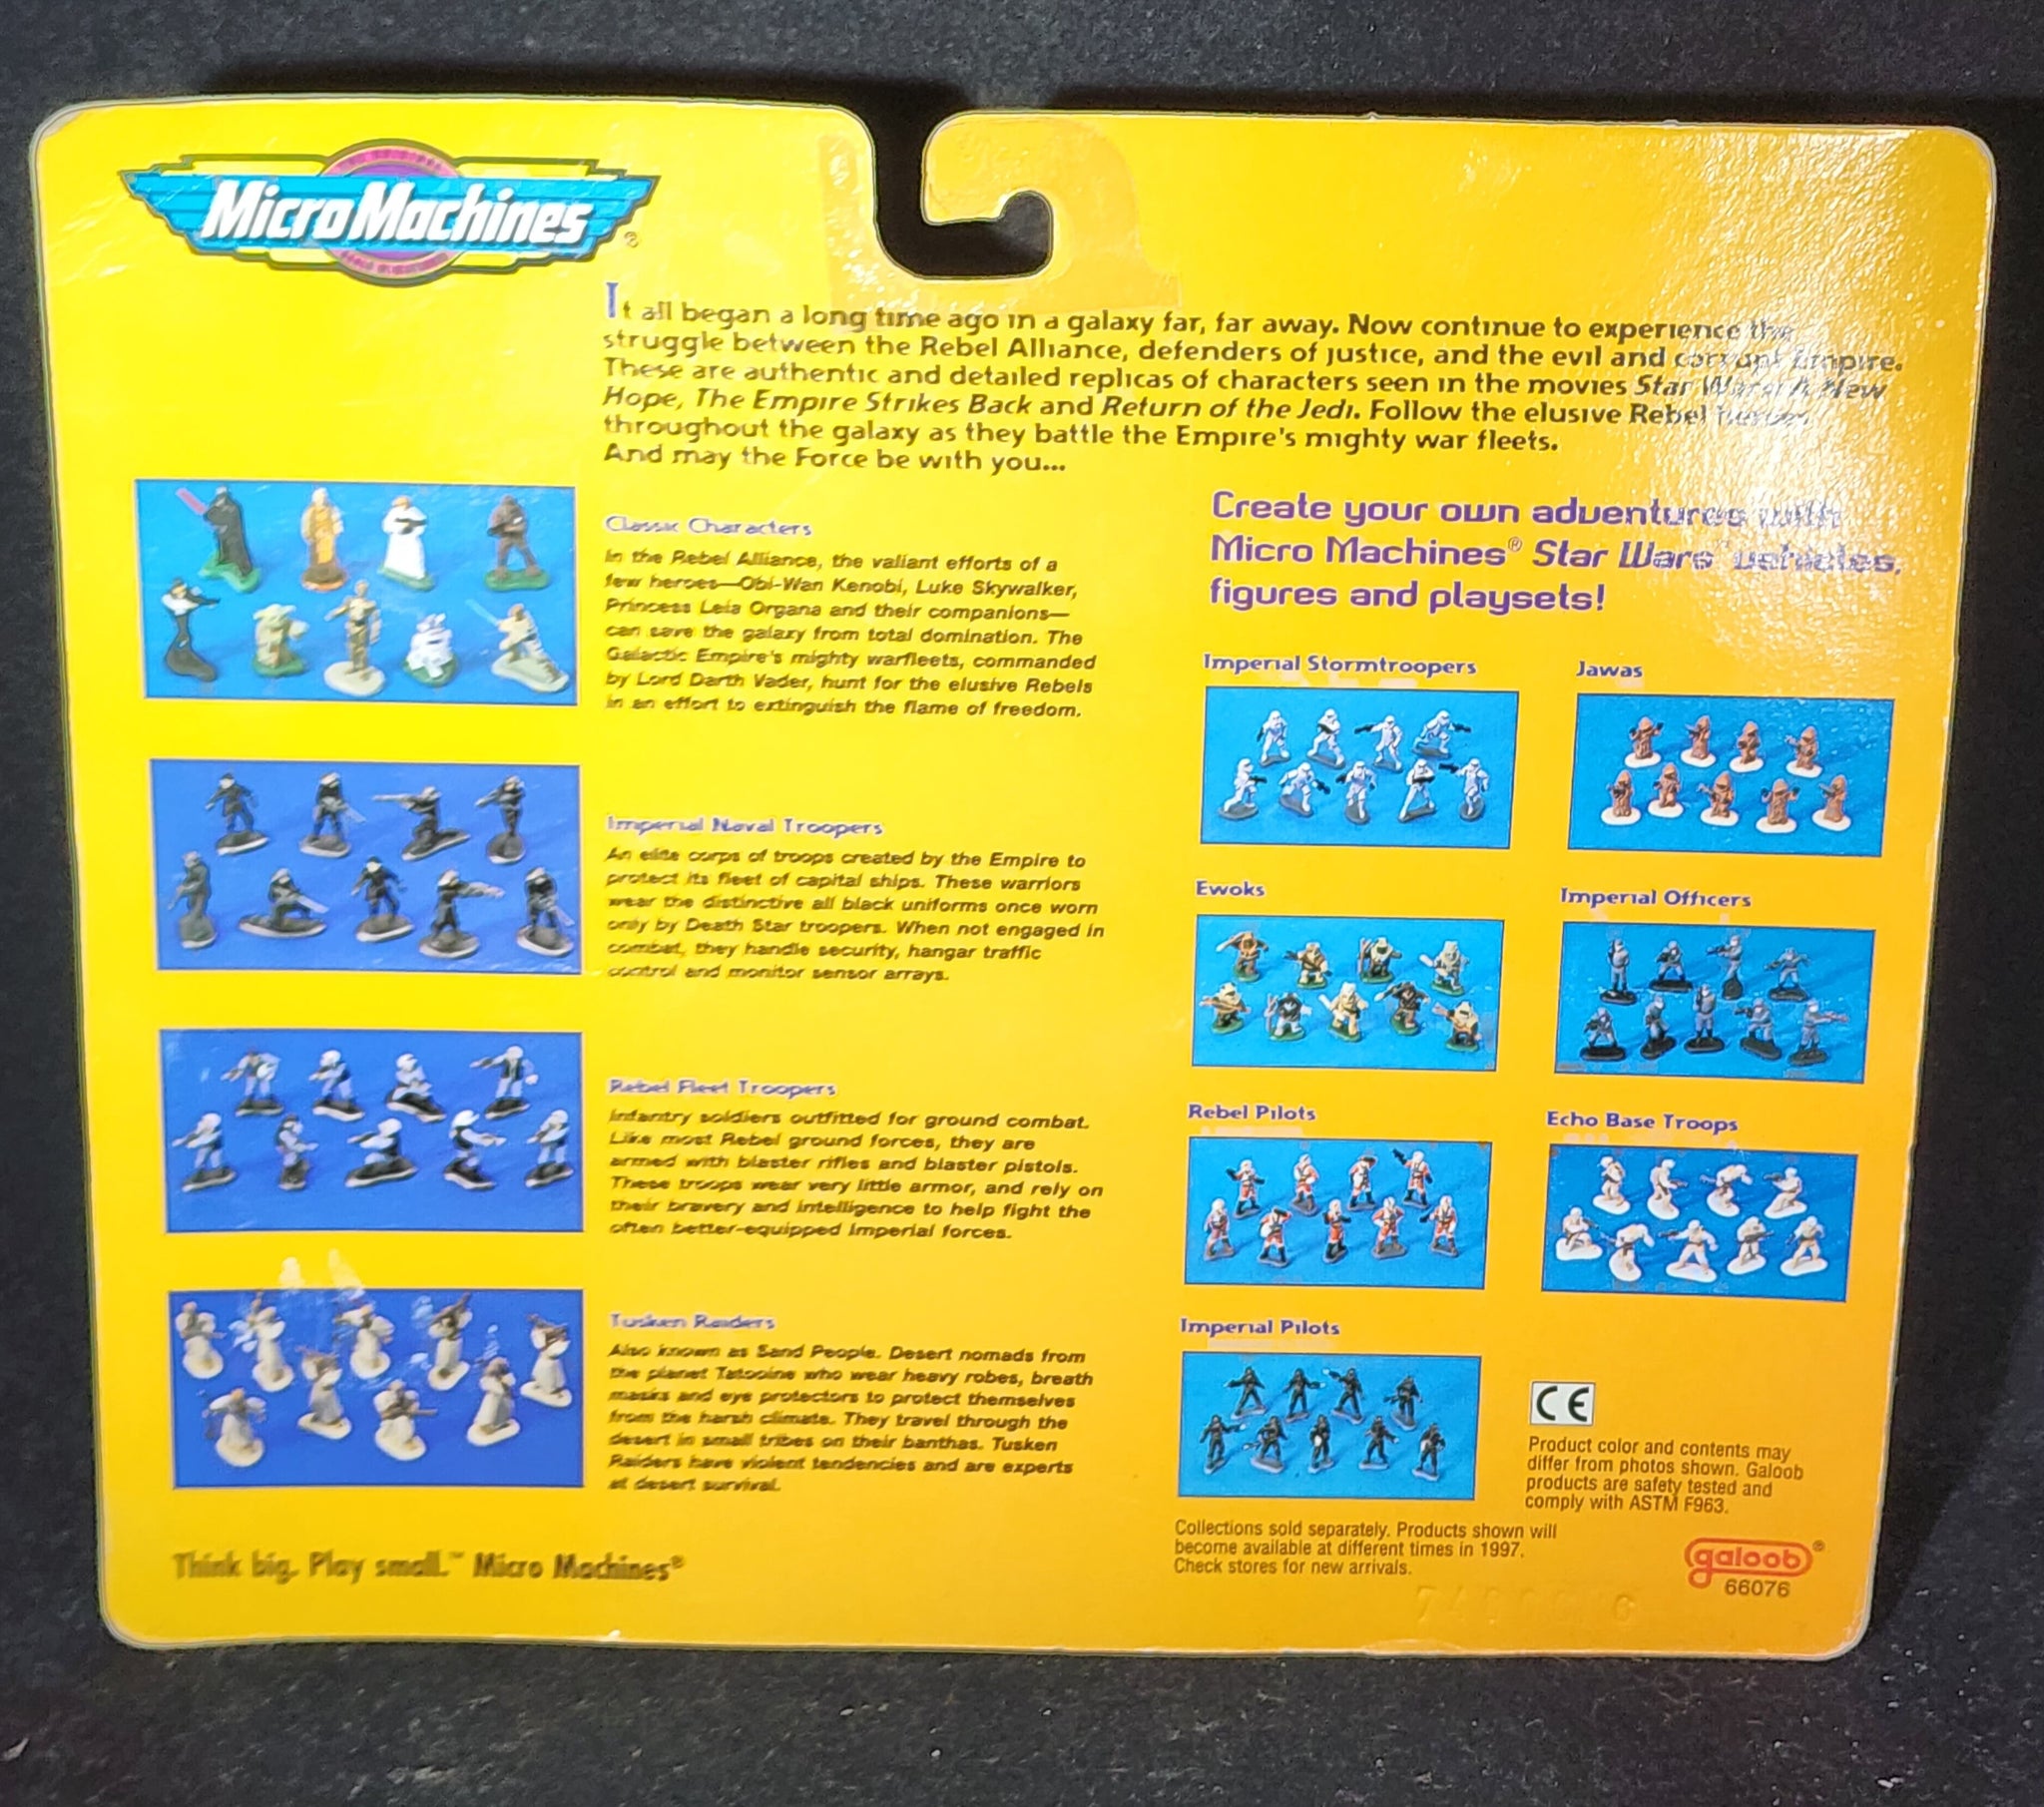 Micro Machines®
It all began a long time ago in a galaxy far, far away. Now continue to experience the
struggle between the Rebel Alliance, defenders of justice, and the evil and corrupt Empire.
These are authentic and detailed replicas of characters seen in the movies Star Wars: A New
Hope, The Empire Strikes Back and Return of the Jedi. Follow the elusive Rebel
throughout the galaxy as they battle the Empire's mighty war fleets.
And may the Force be with you...
Classic Characters
In the Rebel Alliance, the valiant efforts of a
few heroes—Obi-Wan Kenobi, Luke Skywalker,
Princess Leia Organa and their companions—
can save the galaxy from total domination. The
Galactic Empire's mighty warfleets, commanded
by Lord Darth Vader, hunt for the elusive Rebels
in an effort to extinguish the flame of freedom.
Imperial Naval Troopers
An elite corps of troops created by the Empire to
protect its fleet of capital ships. These warriors
wear the distinctive all black uniforms once worn
only by Death Star troopers. When not engaged in
combat, they handle security, hangar traffic
control and monitor sensor arrays.
Rebel Fleet Troopers
Infantry soldiers outfitted for ground combat.
Like most Rebel ground forces, they are
armed with blaster rifles and blaster pistols.
These troops wear very little armor, and rely on
their bravery and intelligence to help fight the
often better-equipped Imperial forces.
Tusken Raiders
Also known as Sand People. Desert nomads from
the planet Tatooine who wear heavy robes, breath
masks and eye protectors to protect themselves
from the harsh climate. They travel through the
desert in small tribes on their banthas. Tusken
Raiders have violent tendencies and are experts
at desert survival.
Think big. Play small.™ Micro Machines®
Create your own adventures with
Micro Machines® Star Wars™ vehicles,
figures and playsets!
Imperial Stormtroopers
Jawas
Ewoks
Imperial Officers
Rebel Pilots
Echo Base Troops
Imperial Pilots
CE
Product color and contents may
differ from photos shown. Galoob
products are safety tested and
comply with ASTM F963.
Collections sold separately. Products shown will
become available at different times in 1997.
Check stores for new arrivals.
galoob®
66076